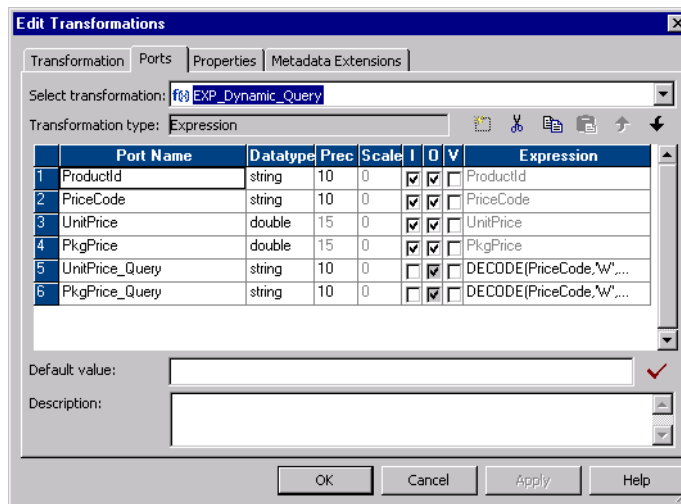 Edit Transformations
Transformation Ports Properties Metadata Extensions
Select transformation: f(x) EXP_Dynamic_Query
Transformation type: Expression
Port Name Datatype Prec Scale I O V Expression
1 ProductId string 10 0 ProductId
2 PriceCode string 10 0 PriceCode
3 UnitPrice double 15 0 UnitPrice
4 PkgPrice double 15 0 PkgPrice
5 UnitPrice_Query string 10 0 DECODE(PriceCode,'W',...
6 PkgPrice_Query string 10 0 DECODE(PriceCode,'W',...
Default value:
Description:
OK Cancel Apply Help